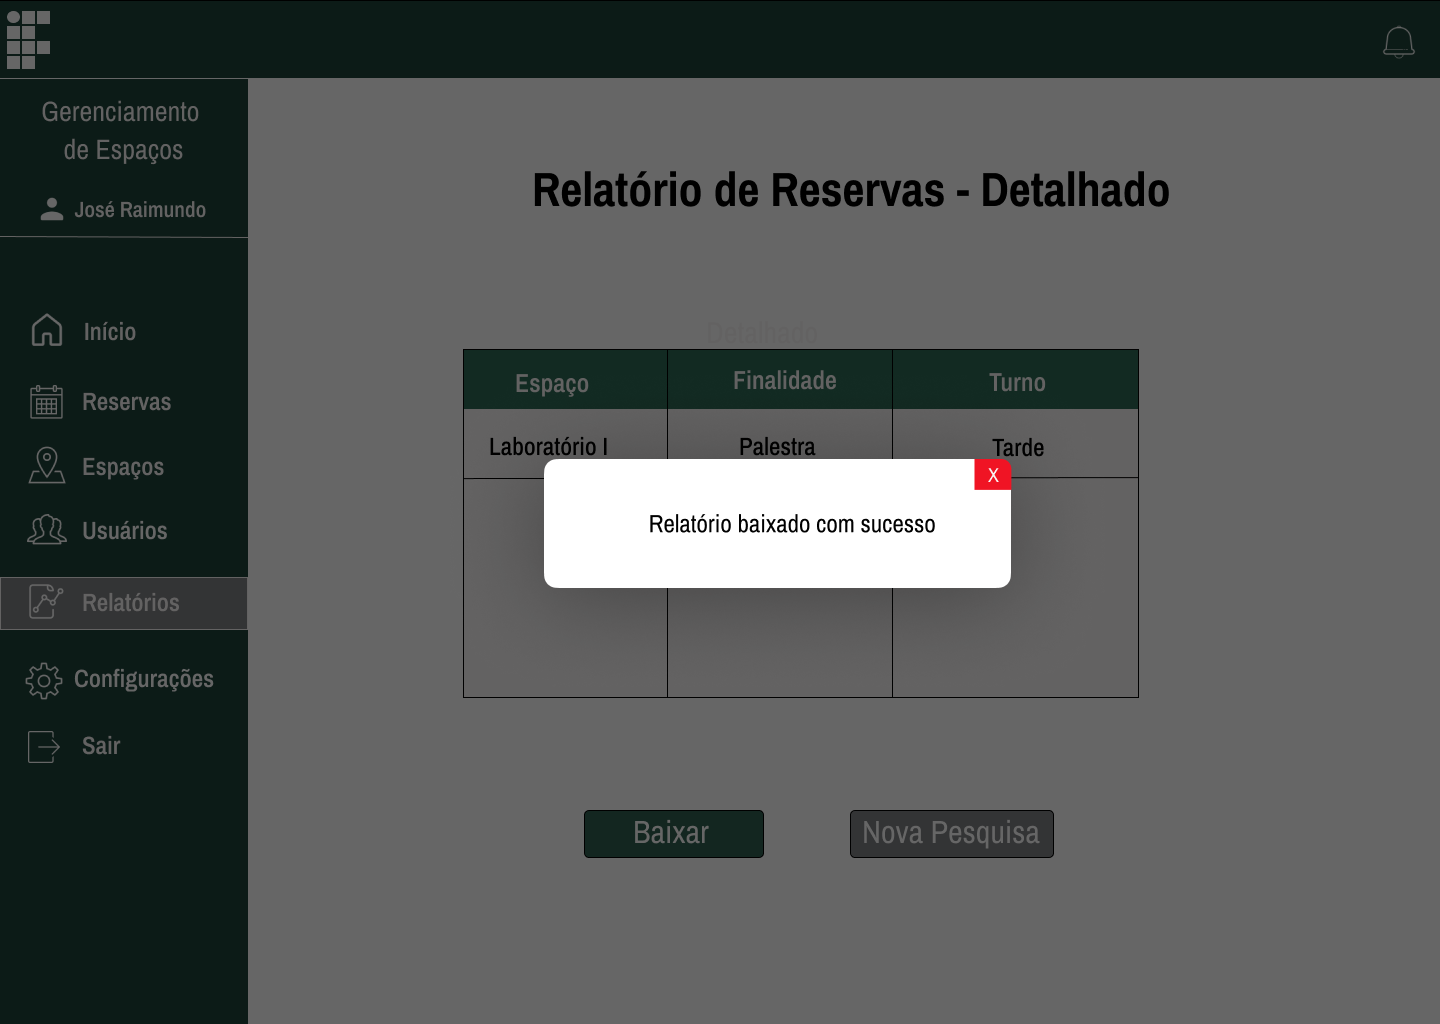 Gerenciamento
de Espaços
José Raimundo
Início
Reservas
Espaços
Usuários
Relatórios
Configurações
Sair
Relatório de Reservas - Detalhado
Detalhado
Espaço Finalidade Turno
Laboratório I Palestra Tarde
X
Relatório baixado com sucesso
Baixar Nova Pesquisa